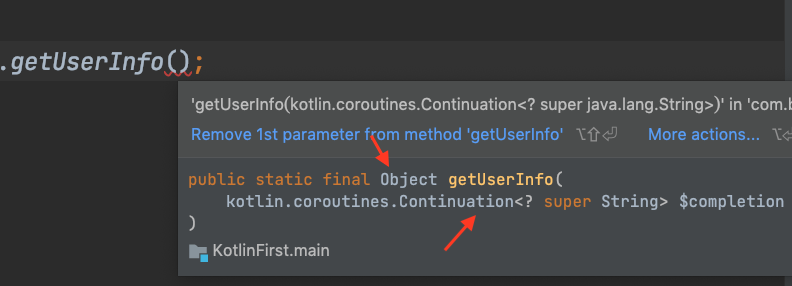 .getUserInfo();
'getUserInfo(kotlin.coroutines.Continuation<? super java.lang.String>)' in 'com.b
Remove 1st parameter from method 'getUserInfo' ⌥⇧⏎ More actions... ⌥⏎
public static final Object getUserInfo(
kotlin.coroutines.Continuation<? super String> $completion
)
KotlinFirst.main